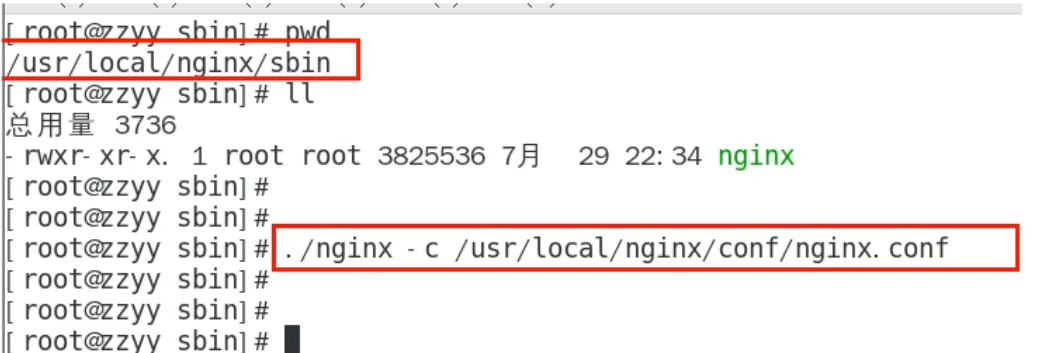 [root@zzyy sbin]# pwd
/usr/local/nginx/sbin
[root@zzyy sbin]# ll
总用量 3736
-rwxr-xr-x. 1 root root 3825536 7月  29 22:34 nginx
[root@zzyy sbin]#
[root@zzyy sbin]#
[root@zzyy sbin]# ./nginx -c /usr/local/nginx/conf/nginx.conf
[root@zzyy sbin]#
[root@zzyy sbin]#
[root@zzyy sbin]#